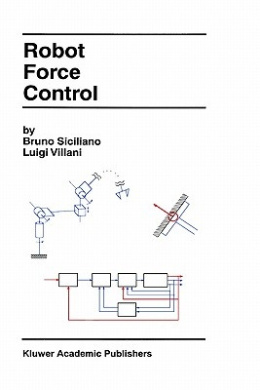 Robot
Force
Control
by
Bruno Siciliano
Luigi Villani
Kluwer Academic Publishers